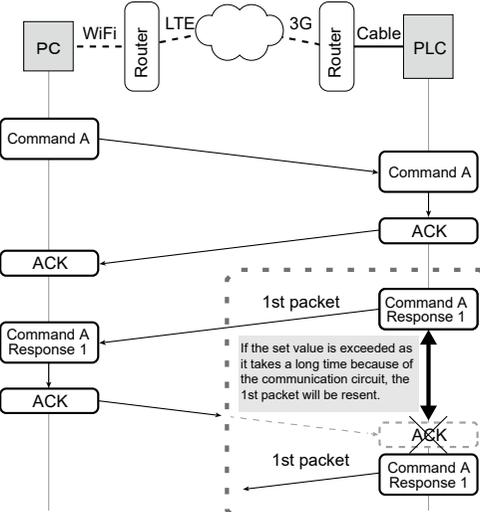 PC
WiFi
Router
LTE
3G
Router
Cable
PLC
Command A
Command A
ACK
ACK
1st packet
Command A
Response 1
Command A
Response 1
If the set value is exceeded as
it takes a long time because of
the communication circuit, the
1st packet will be resent.
ACK
ACK
1st packet
Command A
Response 1